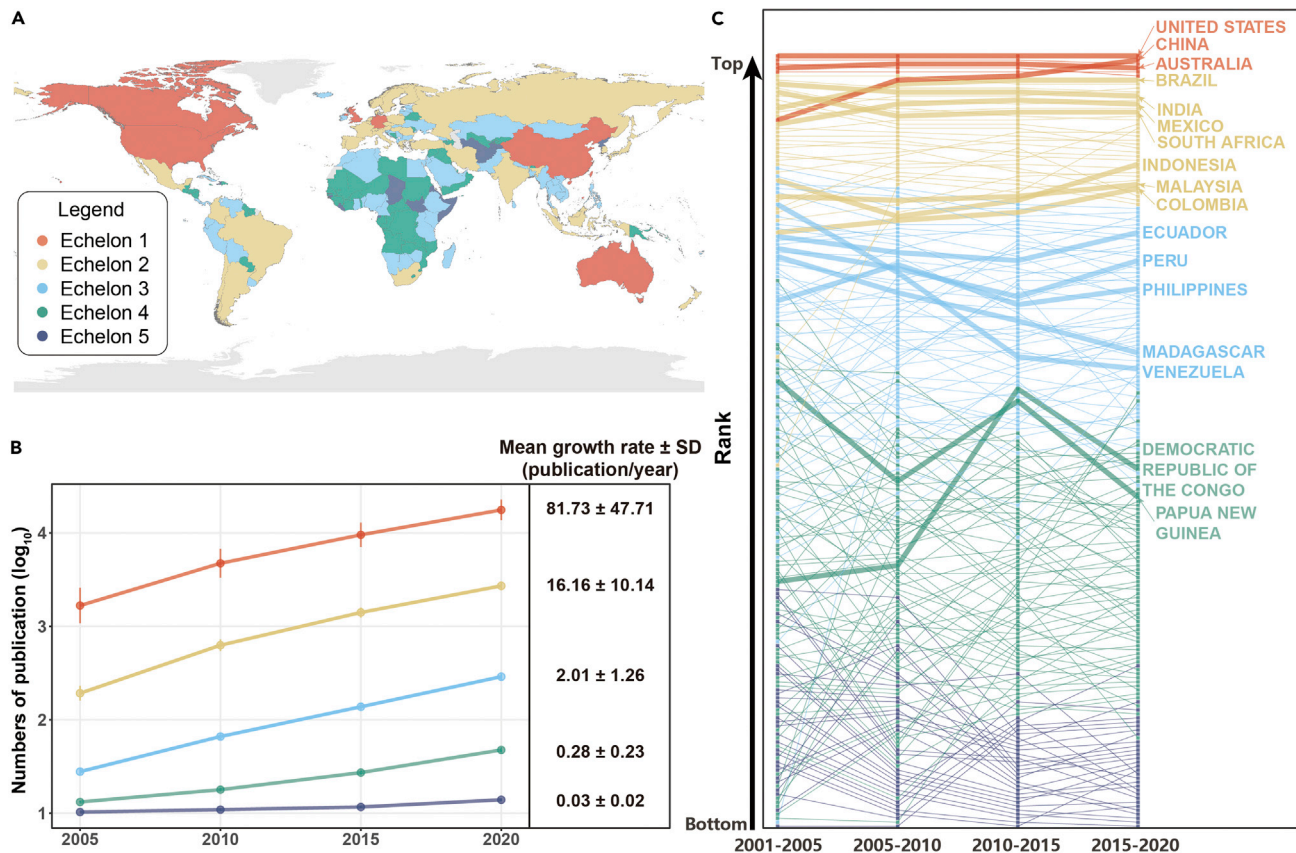 A
Legend
Echelon 1
Echelon 2
Echelon 3
Echelon 4
Echelon 5
B
Mean growth rate ± SD
(publication/year)
Numbers of publication (log10)
4
3
2
1
81.73 ± 47.71
16.16 ± 10.14
2.01 ± 1.26
0.28 ± 0.23
0.03 ± 0.02
2005
2010
2015
2020
C
Top
Rank
Bottom
UNITED STATES
CHINA
AUSTRALIA
BRAZIL
INDIA
MEXICO
SOUTH AFRICA
INDONESIA
MALAYSIA
COLOMBIA
ECUADOR
PERU
PHILIPPINES
MADAGASCAR
VENEZUELA
DEMOCRATIC
REPUBLIC OF
THE CONGO
PAPUA NEW
GUINEA
2001-2005
2005-2010
2010-2015
2015-2020